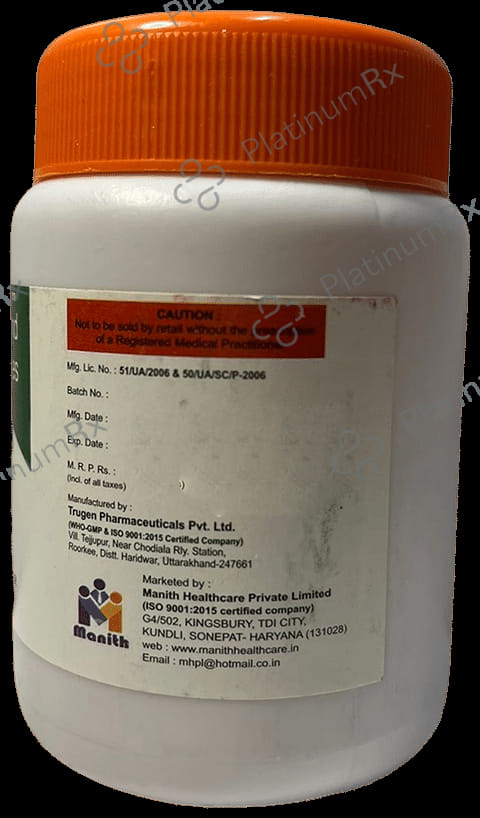 CAUTION :
Not to be sold by retail without the
of a Registered Medical Practitioner
Mfg. Lic. No. : 51/UA/2006 & 50/UA/SC/P-2006
Batch No. :
Mfg. Date :
Exp. Date :
M. R. P. Rs. :
(Incl. of all taxes) )
Manufactured by :
Trugen Pharmaceuticals Pvt. Ltd.
(WHO-GMP & ISO 9001:2015 Certified Company)
Vill. Tejjupur, Near Chodiala Rly. Station,
Roorkee, Distt. Haridwar, Uttarakhand-247661
Manith
Marketed by :
Manith Healthcare Private Limited
(ISO 9001:2015 certified company)
G4/502, KINGSBURY, TDI CITY,
KUNDLI, SONEPAT- HARYANA (131028)
web : www.manithhealthcare.in
Email : mhpl@hotmail.co.in
PlatinumRx
PlatinumRx
PlatinumRx